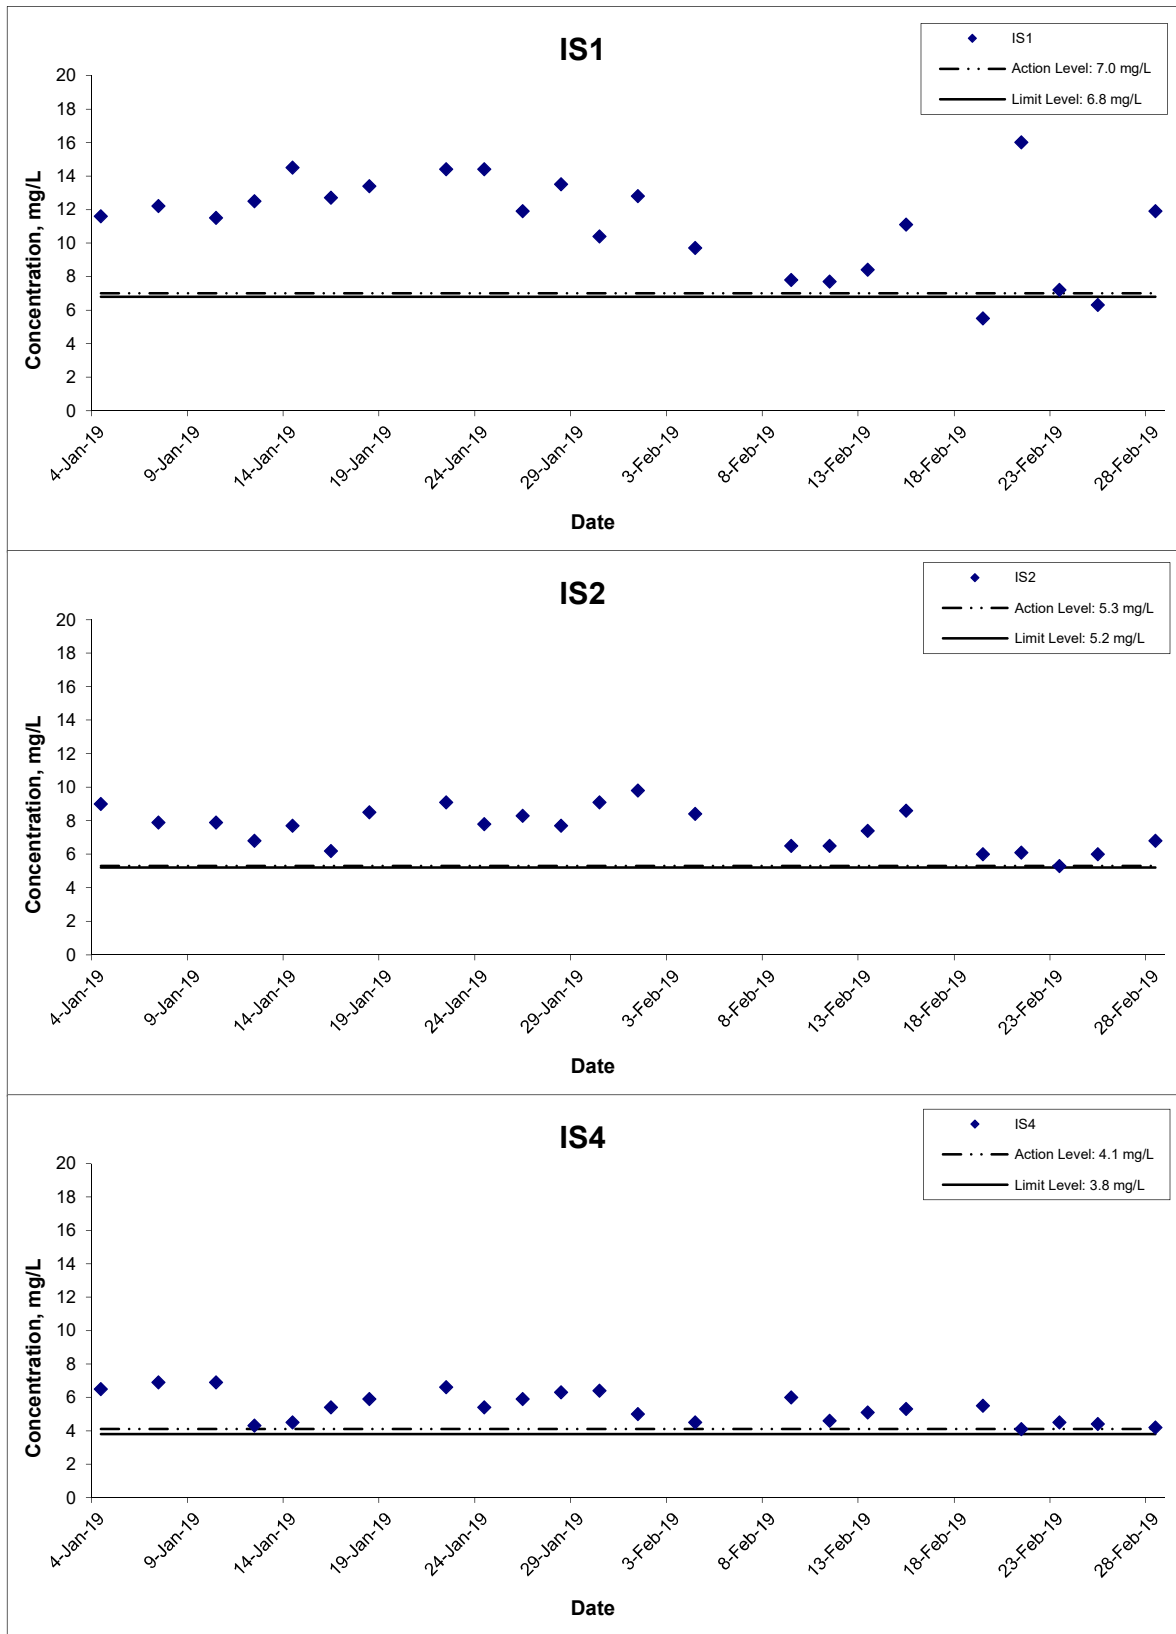 IS1
IS1
Action Level: 7.0 mg/L
Limit Level: 6.8 mg/L
Concentration, mg/L
20
18
16
14
12
10
8
6
4
2
0
4-Jan-19
9-Jan-19
14-Jan-19
19-Jan-19
24-Jan-19
29-Jan-19
3-Feb-19
8-Feb-19
13-Feb-19
18-Feb-19
23-Feb-19
28-Feb-19
Date
IS2
IS2
Action Level: 5.3 mg/L
Limit Level: 5.2 mg/L
Concentration, mg/L
20
18
16
14
12
10
8
6
4
2
0
4-Jan-19
9-Jan-19
14-Jan-19
19-Jan-19
24-Jan-19
29-Jan-19
3-Feb-19
8-Feb-19
13-Feb-19
18-Feb-19
23-Feb-19
28-Feb-19
Date
IS4
IS4
Action Level: 4.1 mg/L
Limit Level: 3.8 mg/L
Concentration, mg/L
20
18
16
14
12
10
8
6
4
2
0
4-Jan-19
9-Jan-19
14-Jan-19
19-Jan-19
24-Jan-19
29-Jan-19
3-Feb-19
8-Feb-19
13-Feb-19
18-Feb-19
23-Feb-19
28-Feb-19
Date